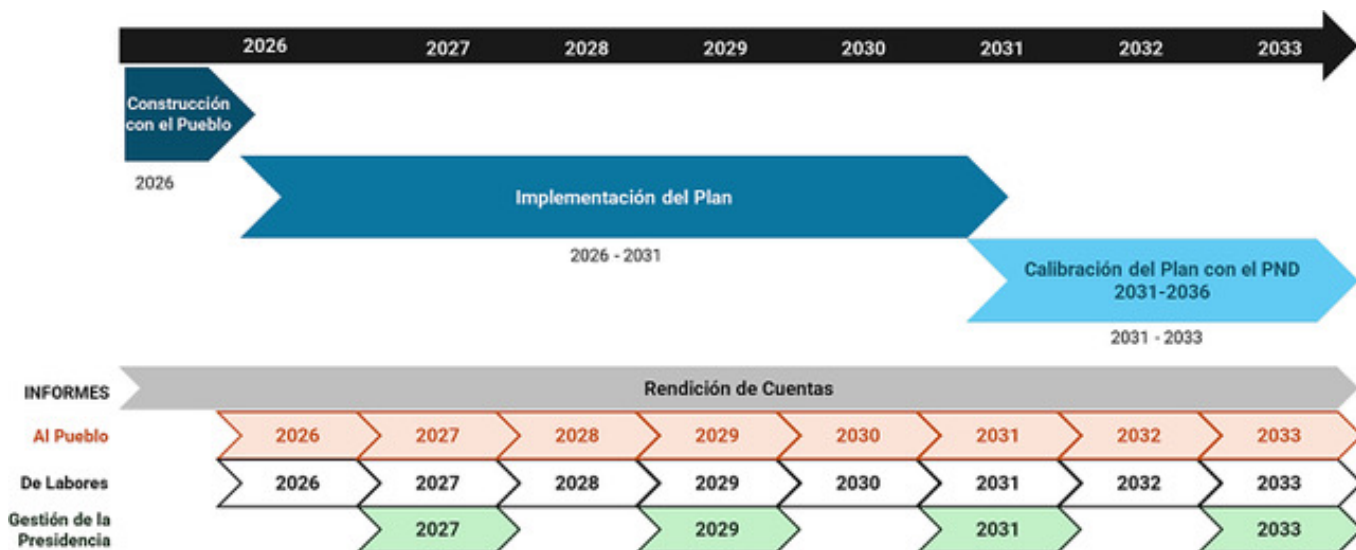 2026 2027 2028 2029 2030 2031 2032 2033
Construcción
con el Pueblo
2026
Implementación del Plan
2026 - 2031
Calibración del Plan con el PND
2031-2036
2031 - 2033
INFORMES Rendición de Cuentas
Al Pueblo 2026 2027 2028 2029 2030 2031 2032 2033
De Labores 2026 2027 2028 2029 2030 2031 2032 2033
Gestión de la
Presidencia 2027 2029 2031 2033